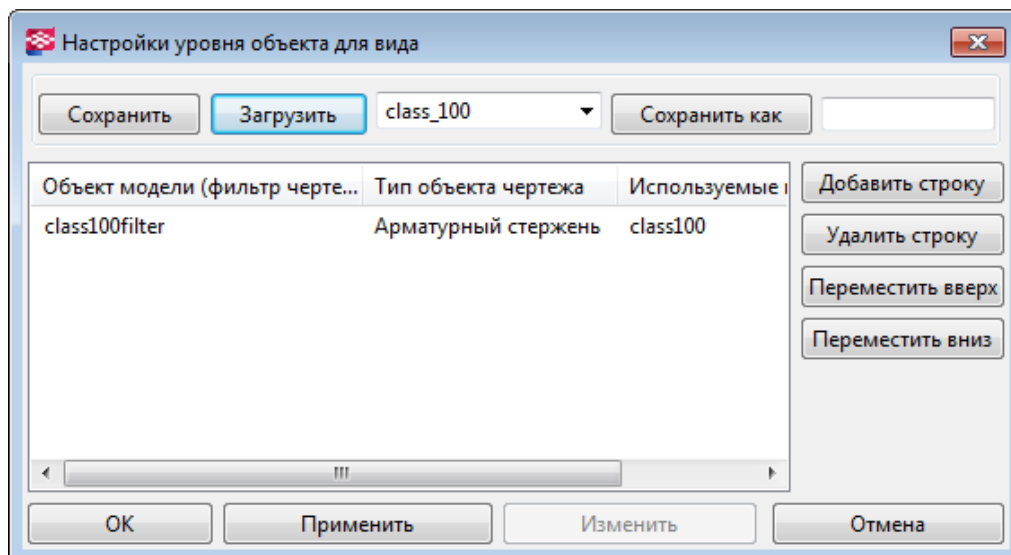 Настройки уровня объекта для вида
Сохранить Загрузить class_100 Сохранить как
Объект модели (фильтр черте... Тип объекта чертежа Используемые
class100filter Арматурный стержень class100
Добавить строку
Удалить строку
Переместить вверх
Переместить вниз
OK Применить Изменить Отмена